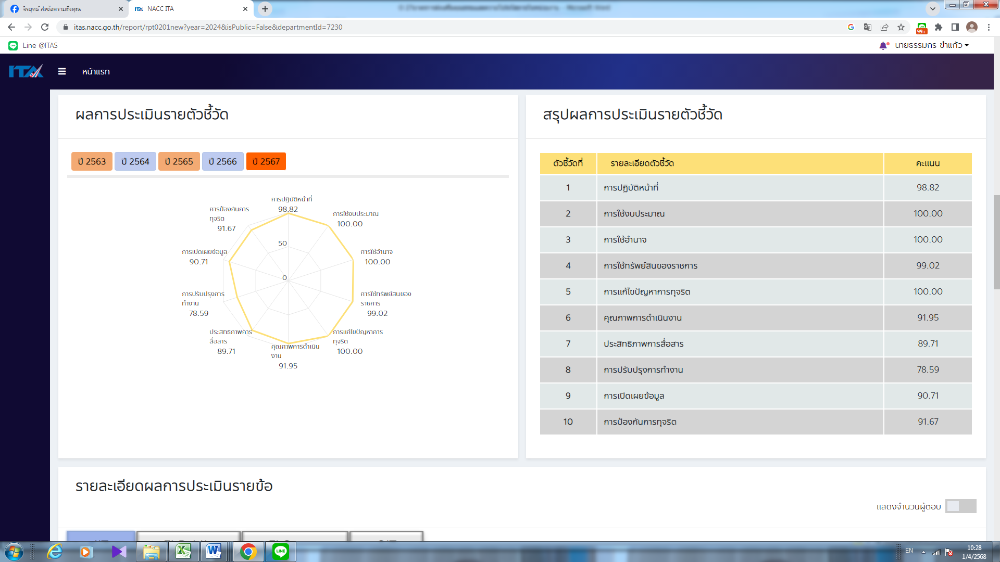 จิรยุทธ์ ส่งข้อความถึงคุณ
NACC ITA
itas.nacc.go.th/report/rpt0201new?year=2024&isPublic=False&departmentId=7230
99+
Line @ITAS
นายธรรมกร ขำแก้ว
ITA
หน้าแรก
ผลการประเมินรายตัวชี้วัด
ปี 2563
ปี 2564
ปี 2565
ปี 2566
ปี 2567
การปฏิบัติหน้าที่
98.82
การใช้งบประมาณ
100.00
การใช้อำนาจ
100.00
การใช้ทรัพย์สินของ
ราชการ
99.02
การแก้ไขปัญหาการ
ทุจริต
100.00
คุณภาพการดำเนิน
งาน
91.95
ประสิทธิภาพการ
สื่อสาร
89.71
การปรับปรุงการ
ทำงาน
78.59
การเปิดเผยข้อมูล
90.71
การป้องกันการ
ทุจริต
91.67
50
0
สรุปผลการประเมินรายตัวชี้วัด
ตัวชี้วัดที่ รายละเอียดตัวชี้วัด คะแนน
1 การปฏิบัติหน้าที่ 98.82
2 การใช้งบประมาณ 100.00
3 การใช้อำนาจ 100.00
4 การใช้ทรัพย์สินของราชการ 99.02
5 การแก้ไขปัญหาการทุจริต 100.00
6 คุณภาพการดำเนินงาน 91.95
7 ประสิทธิภาพการสื่อสาร 89.71
8 การปรับปรุงการทำงาน 78.59
9 การเปิดเผยข้อมูล 90.71
10 การป้องกันการทุจริต 91.67
รายละเอียดผลการประเมินรายข้อ
แสดงจำนวนผู้ตอบ
LINE
EN
10:28
1/4/2568